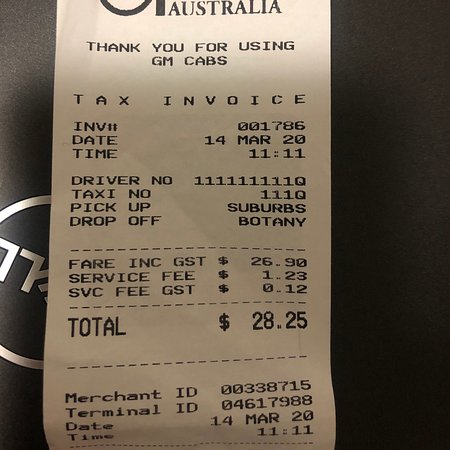 AUSTRALIA
THANK YOU FOR USING
GM CABS
TAX INVOICE
INV# 001786
DATE 14 MAR 20
TIME 11:11
DRIVER NO 111111111Q
TAXI NO 111Q
PICK UP SUBURBS
DROP OFF BOTANY
FARE INC GST $ 26.90
SERVICE FEE $ 1.23
SVC FEE GST $ 0.12
TOTAL $ 28.25
Merchant ID 00338715
Terminal ID 04617988
Date 14 MAR 20
Time 11:11